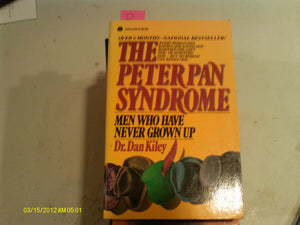 OVER 6 MONTHS—NATIONAL BESTSELLER!
THE
PETER PAN
SYNDROME
MEN WHO HAVE
NEVER GROWN UP
Dr. Dan Kiley
03/15/2012 AM 05:01